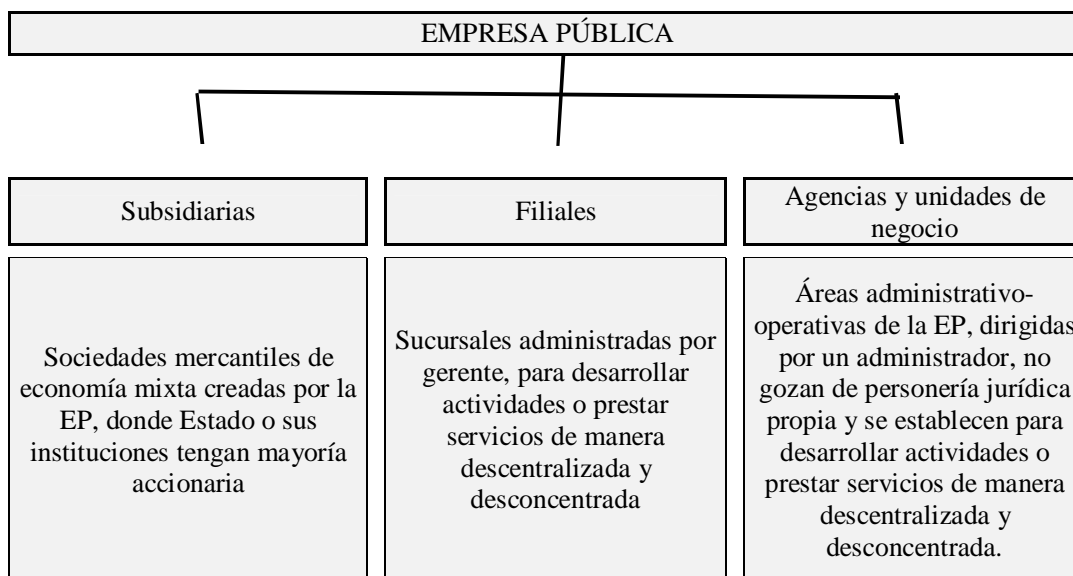 EMPRESA PÚBLICA
Subsidiarias
Filiales
Agencias y unidades de
negocio
Sociedades mercantiles de
economía mixta creadas por la
EP, donde Estado o sus
instituciones tengan mayoría
accionaria
Sucursales administradas por
gerente, para desarrollar
actividades o prestar
servicios de manera
descentralizada y
desconcentrada
Áreas administrativo-
operativas de la EP, dirigidas
por un administrador, no
gozan de personería jurídica
propia y se establecen para
desarrollar actividades o
prestar servicios de manera
descentralizada y
desconcentrada.